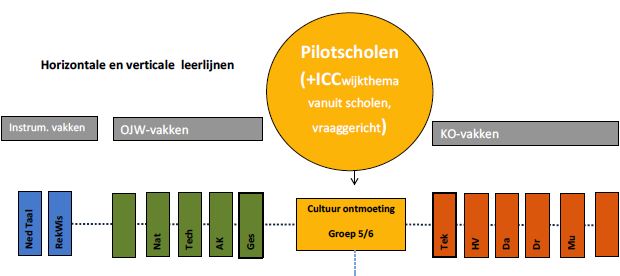 Pilotscholen
(+ICCwijkthema
vanuit scholen,
vraaggericht)
Horizontale en verticale leerlijnen
Instrum. vakken
OJW-vakken
KO-vakken
Ned Taal
RekWis
Nat
Tech
AK
Ges
Cultuur ontmoeting
Groep 5/6
Tek
HV
Da
Dr
Mu